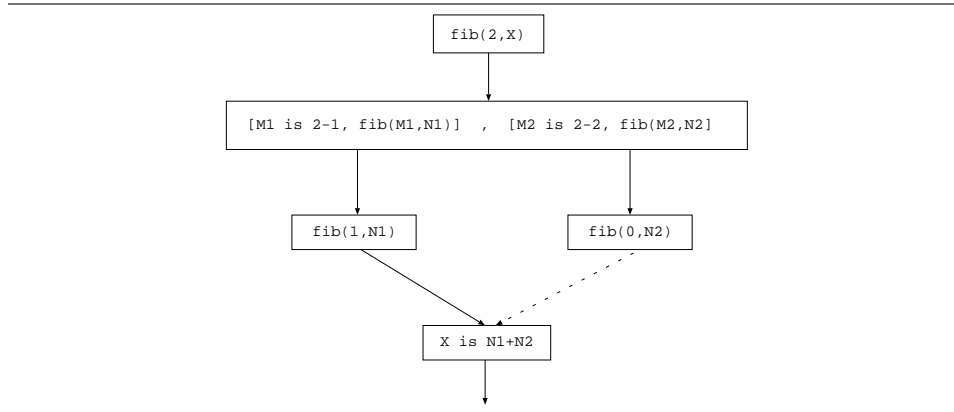 fib(2,X)
[M1 is 2-1, fib(M1,N1)] , [M2 is 2-2, fib(M2,N2]
fib(1,N1)
fib(0,N2)
X is N1+N2